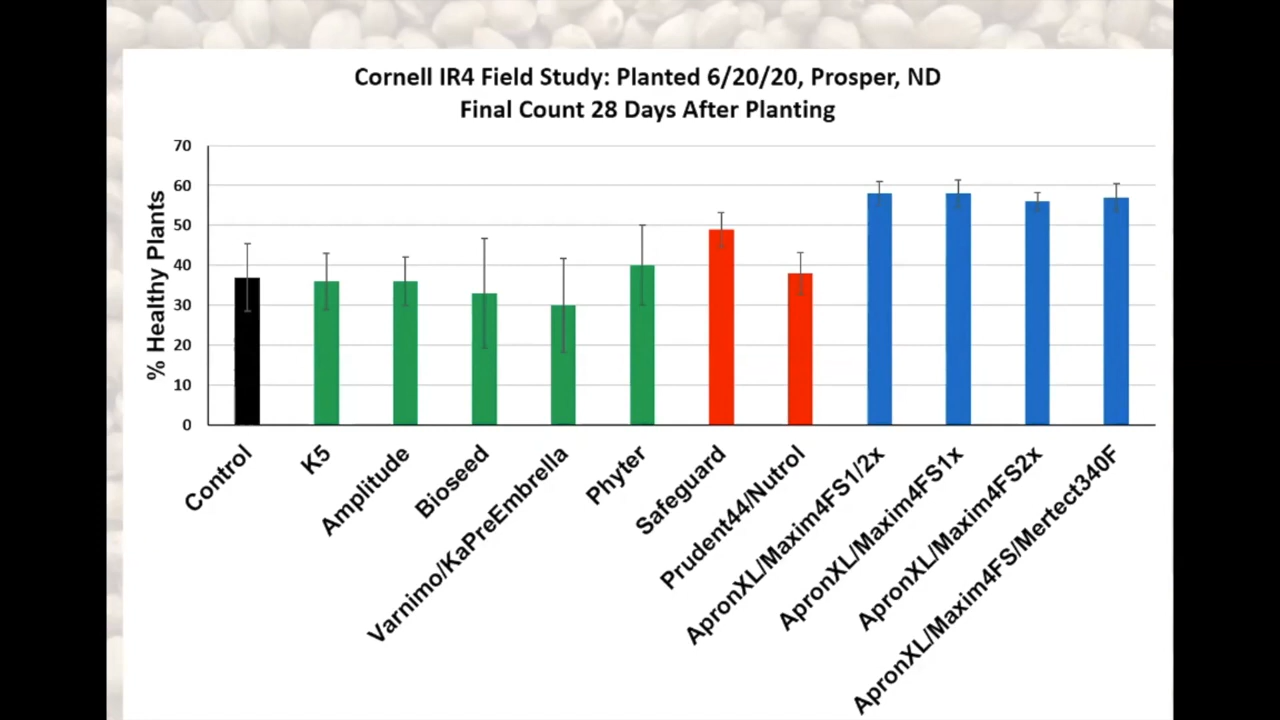 Cornell IR4 Field Study: Planted 6/20/20, Prosper, ND
Final Count 28 Days After Planting
% Healthy Plants
70
60
50
40
30
20
10
0
Control
K5
Amplitude
Bioseed
Varnimo/KaPreEmbrella
Phyter
Safeguard
Prudent44/Nutrol
ApronXL/Maxim4FS1/2x
ApronXL/Maxim4FS1x
ApronXL/Maxim4FS2x
ApronXL/Maxim4FS/Mertect340F